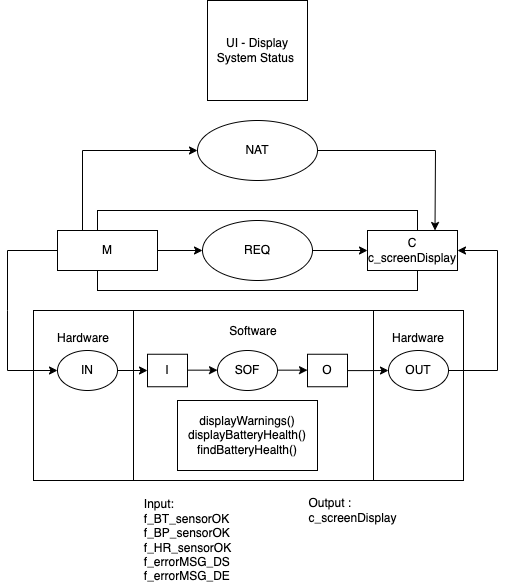 UI - Display
System Status
NAT
M
REQ
C
c_screenDisplay
Hardware
Software
Hardware
IN
I
SOF
O
OUT
displayWarnings()
displayBatteryHealth()
findBatteryHealth()
Input:
f_BT_sensorOK
f_BP_sensorOK
f_HR_sensorOK
f_errorMSG_DS
f_errorMSG_DE
Output :
c_screenDisplay